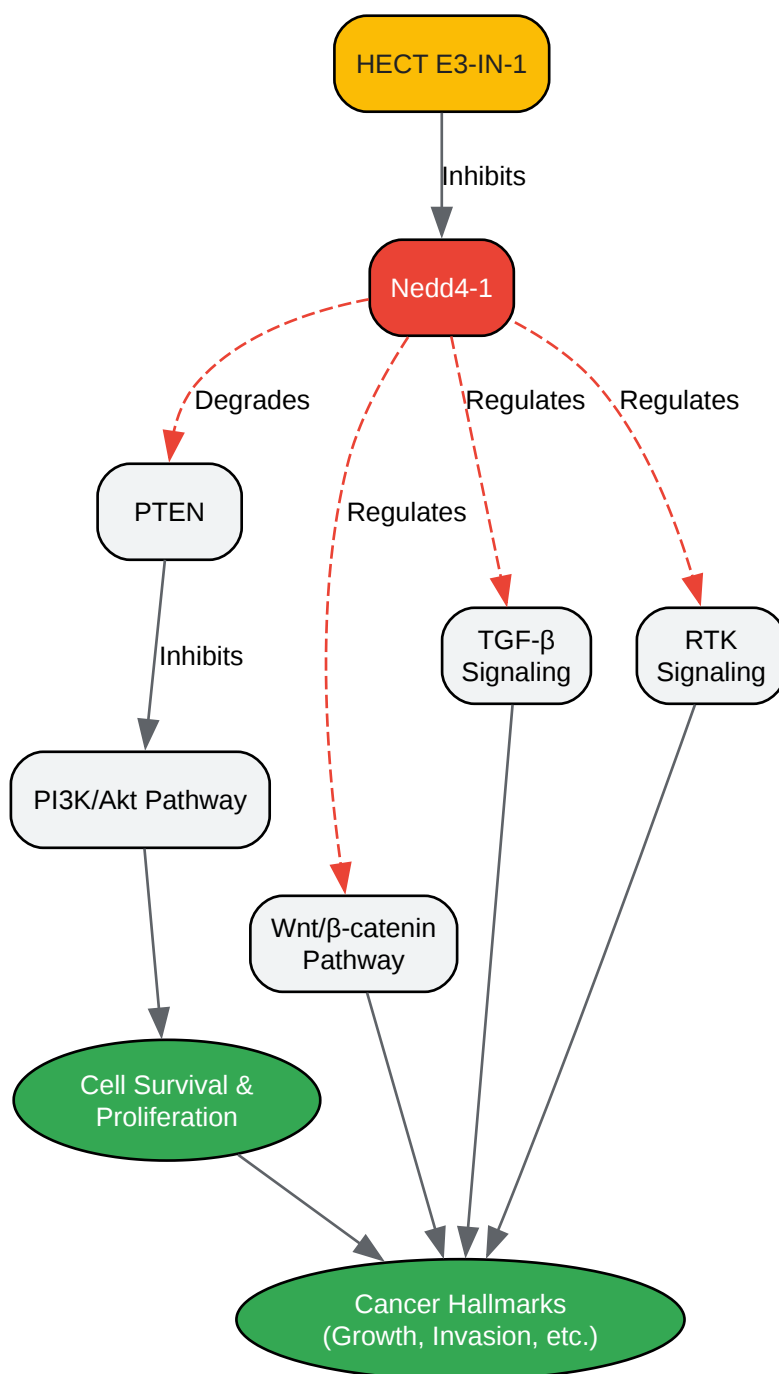 HECT E3-IN-1
Inhibits
Nedd4-1
Degrades
Regulates
Regulates
Regulates
PTEN
Inhibits
TGF-β
Signaling
RTK
Signaling
PI3K/Akt Pathway
Wnt/β-catenin
Pathway
Cell Survival &
Proliferation
Cancer Hallmarks
(Growth, Invasion, etc.)